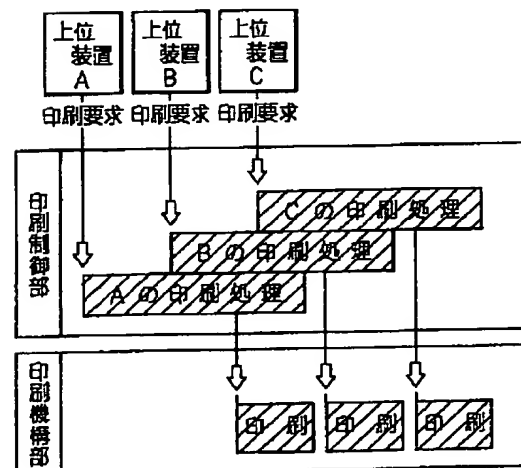 上位
装置
A
上位
装置
B
上位
装置
C
印刷要求
印刷要求
印刷要求
印刷制御部
Cの印刷処理
Bの印刷処理
Aの印刷処理
印刷機構部
印刷
印刷
印刷